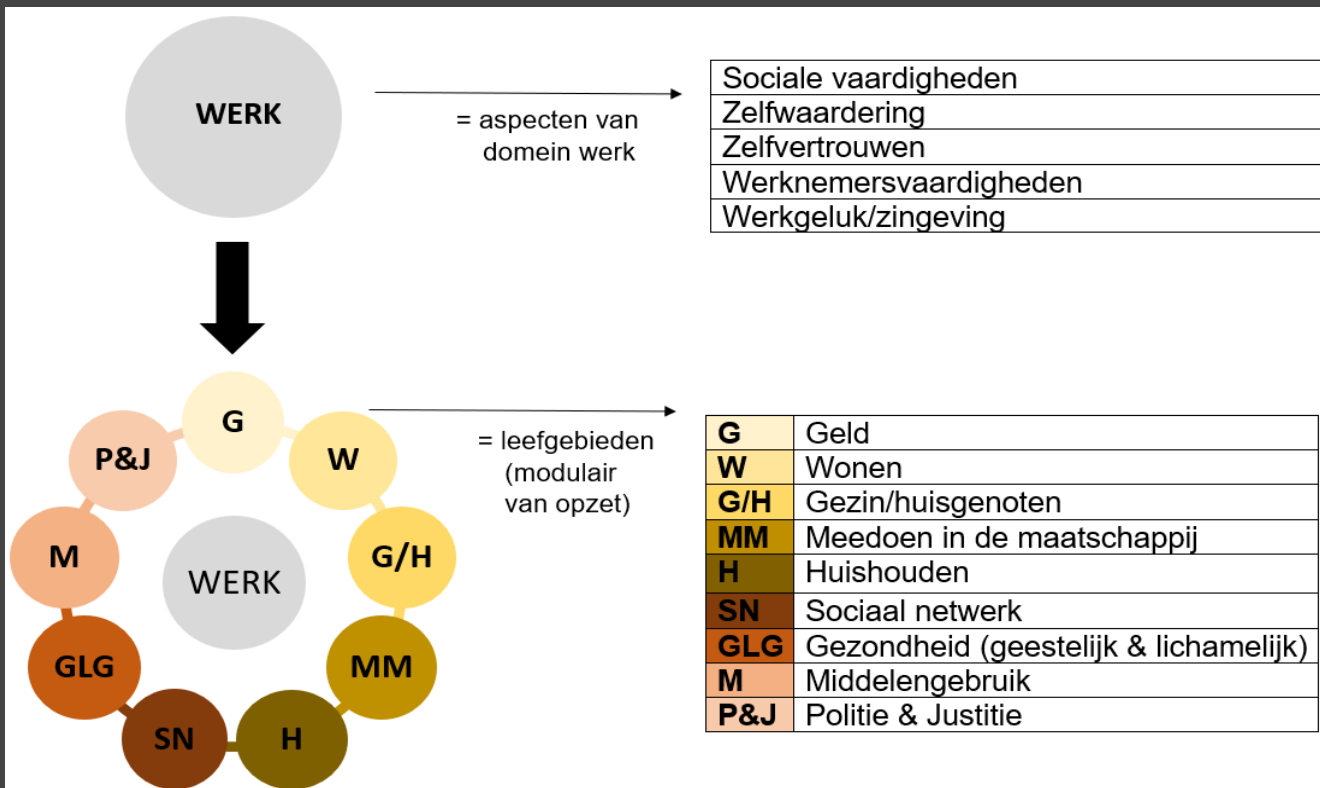 WERK
= aspecten van
domein werk
Sociale vaardigheden
Zelfwaardering
Zelfvertrouwen
Werknemersvaardigheden
Werkgeluk/zingeving
G
W
G/H
MM
H
SN
GLG
M
P&J
WERK
= leefgebieden
(modulair
van opzet)
G Geld
W Wonen
G/H Gezin/huisgenoten
MM Meedoen in de maatschappij
H Huishouden
SN Sociaal netwerk
GLG Gezondheid (geestelijk & lichamelijk)
M Middelengebruik
P&J Politie & Justitie